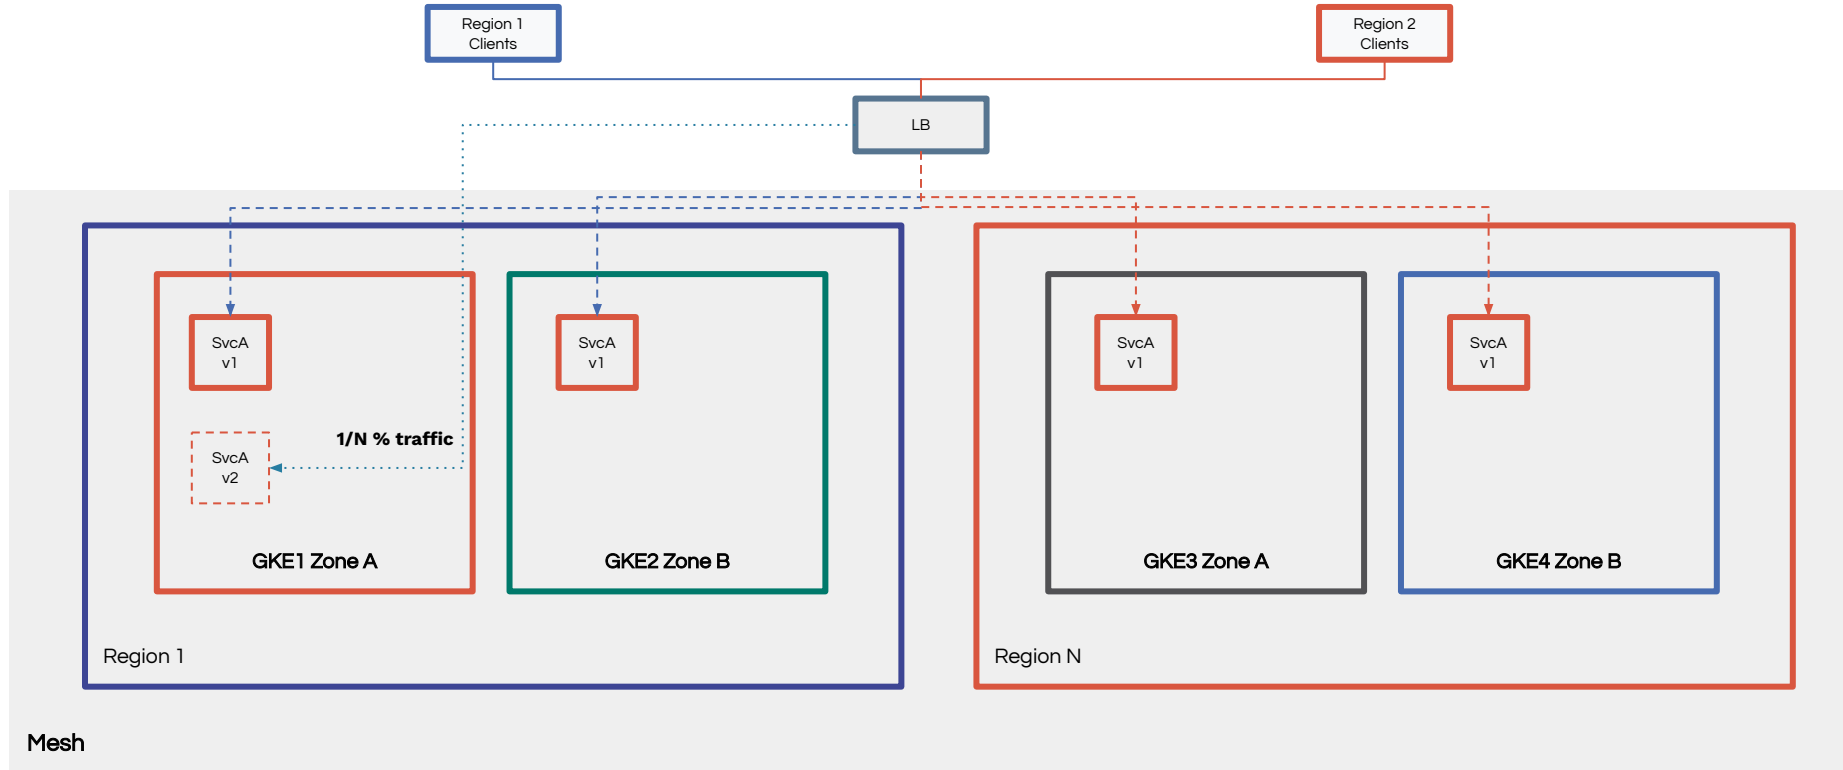 Region 1
Clients
Region 2
Clients
LB
SvcA
v1
SvcA
v1
SvcA
v1
SvcA
v1
1/N % traffic
SvcA
v2
GKE1 Zone A
GKE2 Zone B
GKE3 Zone A
GKE4 Zone B
Region 1
Region N
Mesh